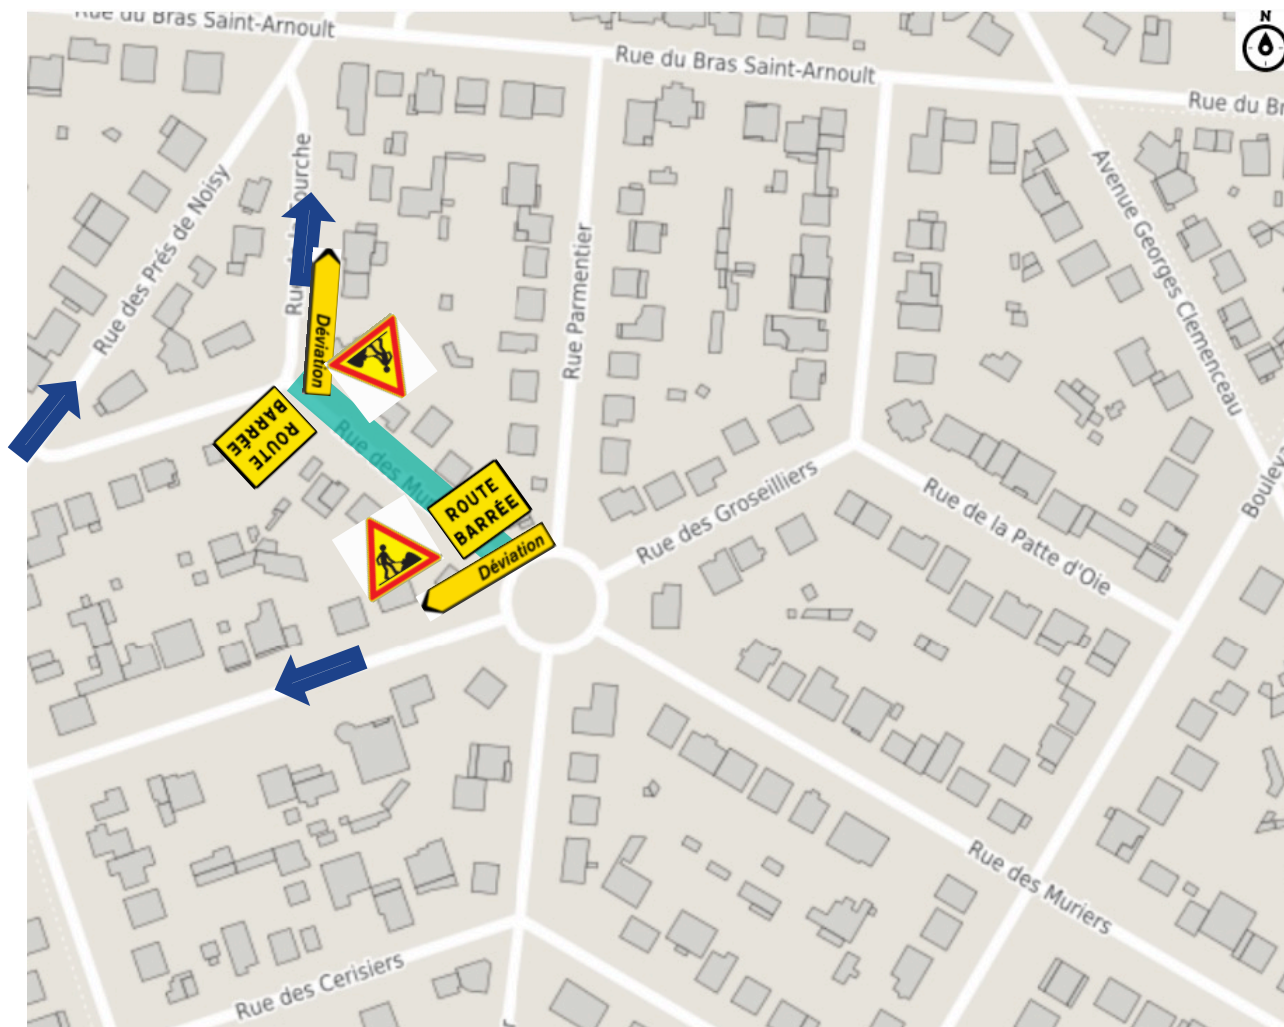 N
Rue du Bras Saint-Arnoult
Rue du Bras Saint-Arnoult
Rue du Br
Rue des Prés de Noisy
Rue Parmentier
Avenue Georges Clemenceau
Déviation
ROUTE
BARRÉE
Rue des Mu
ROUTE
BARRÉE
Déviation
Rue des Groseilliers
Rue de la Patte d'Oie
Bouleva
Rue des Muriers
Rue des Cerisiers